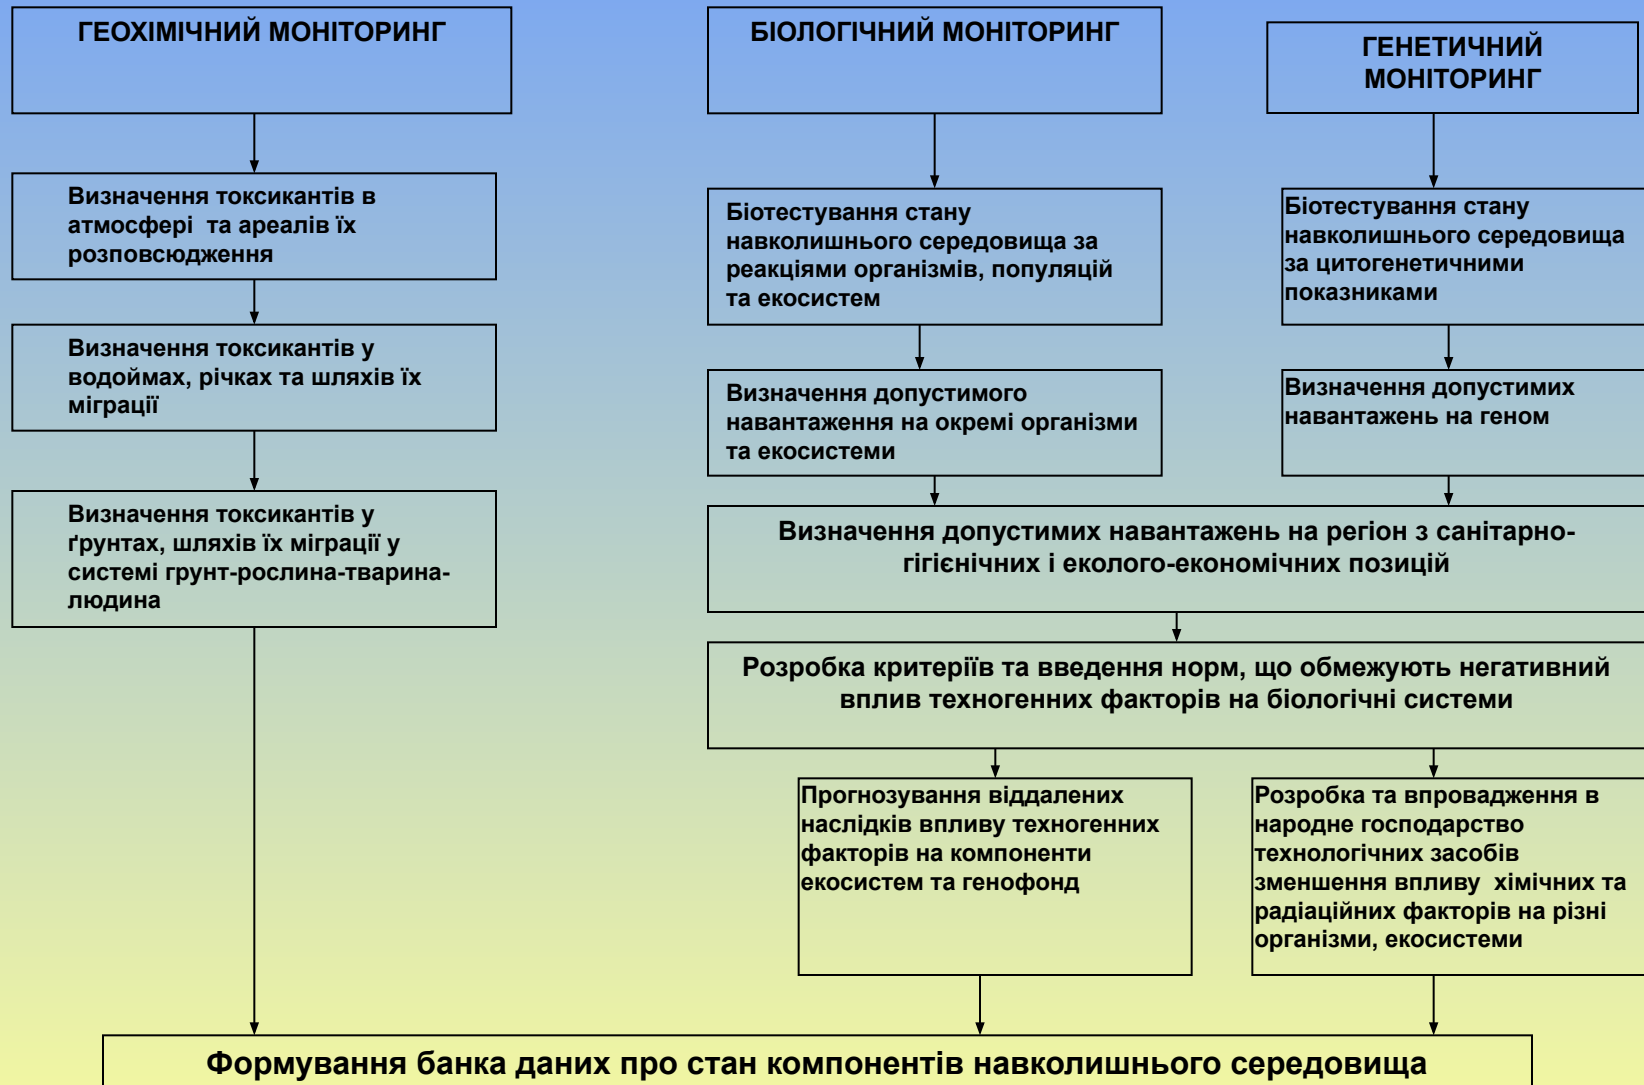 ГЕОХІМІЧНИЙ МОНІТОРИНГ
Визначення токсикантів в
атмосфері та ареалів їх
розповсюдження
Визначення токсикантів у
водоймах, річках та шляхів їх
міграції
Визначення токсикантів у
ґрунтах, шляхів їх міграції у
системі грунт-рослина-тварина-
людина
БІОЛОГІЧНИЙ МОНІТОРИНГ
Біотестування стану
навколишнього середовища за
реакціями організмів, популяцій
та екосистем
Визначення допустимого
навантаження на окремі організми
та екосистеми
ГЕНЕТИЧНИЙ
МОНІТОРИНГ
Біотестування стану
навколишнього середовища
за цитогенетичними
показниками
Визначення допустимих
навантажень на геном
Визначення допустимих навантажень на регіон з санітарно-
гігієнічних і еколого-економічних позицій
Розробка критеріїв та введення норм, що обмежують негативний
вплив техногенних факторів на біологічні системи
Прогнозування віддалених
наслідків впливу техногенних
факторів на компоненти
екосистем та генофонд
Розробка та впровадження в
народне господарство
технологічних засобів
зменшення впливу хімічних та
радіаційних факторів на різні
організми, екосистеми
Формування банка даних про стан компонентів навколишнього середовища